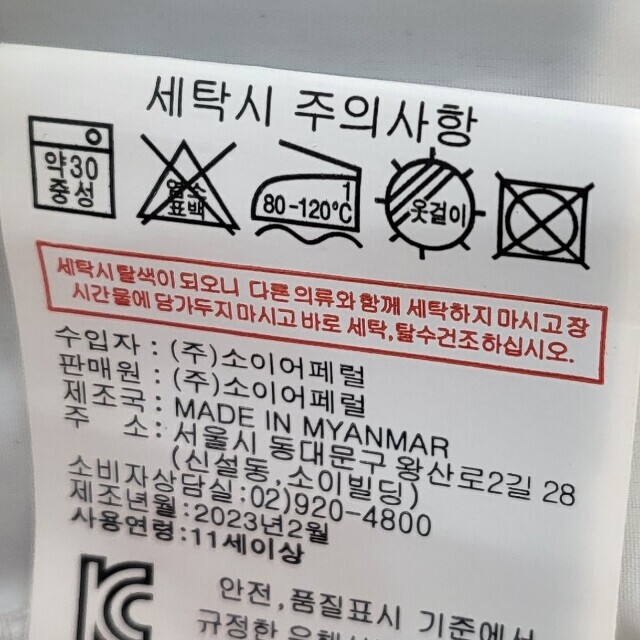 세탁시 주의사항
약30
중성
염소
표백
1
80-120°C
옷걸이
세탁시 탈색이 되오니 다른 의류와 함께 세탁하지 마시고 장
시간 물에 담가두지 마시고 바로 세탁,탈수건조하십시오.
수입자 : (주)소이어페럴
판매원 : (주)소이어페럴
제조국 : MADE IN MYANMAR
주 소 : 서울시 동대문구 왕산로2길 28
(신설동,소이빌딩)
소비자상담실:02)920-4800
제조년월:2023년2월
사용연령:11세이상
안전,품질표시 기준에서
규정한